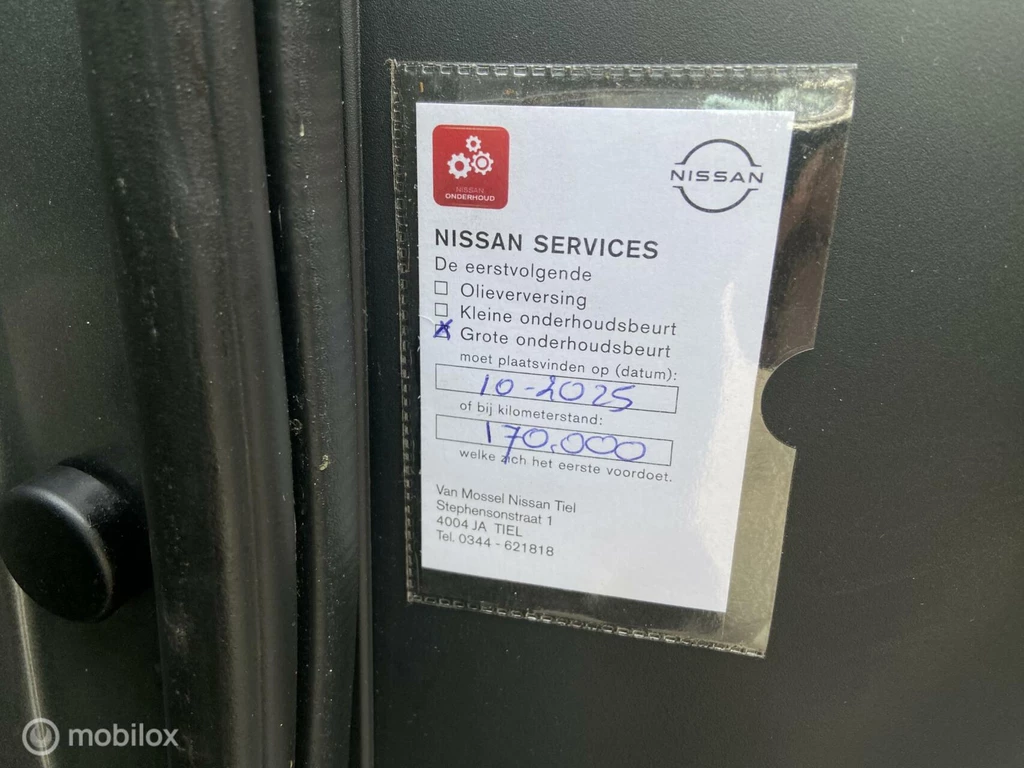 NISSAN
ONDERHOUD
NISSAN
NISSAN SERVICES
De eerstvolgende
Olieverversing
Kleine onderhoudsbeurt
Grote onderhoudsbeurt
moet plaatsvinden op (datum):
10-2025
of bij kilometerstand:
170.000
welke zich het eerste voordoet.
Van Mossel Nissan Tiel
Stephensonstraat 1
4004 JA TIEL
Tel. 0344 - 621818
mobilox